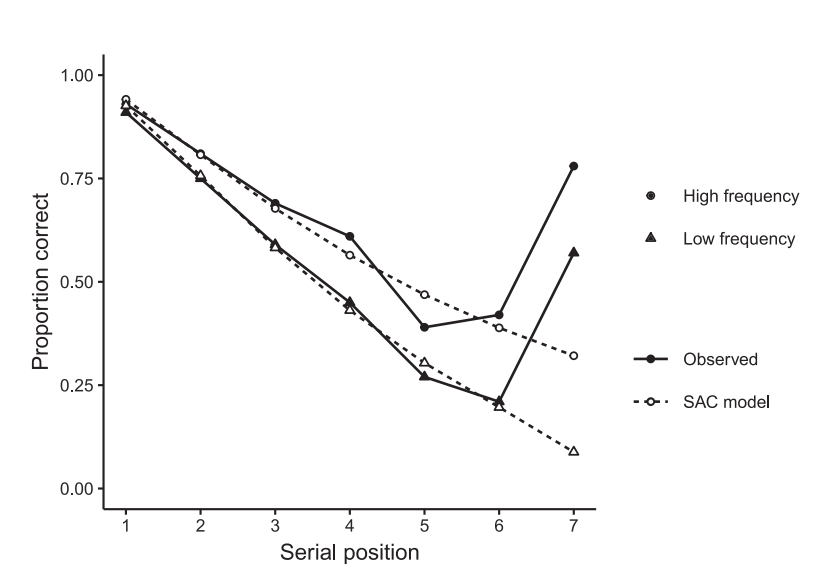 1.00
0.75
0.50
0.25
0.00
Proportion correct
1 2 3 4 5 6 7
Serial position
High frequency
Low frequency
Observed
SAC model